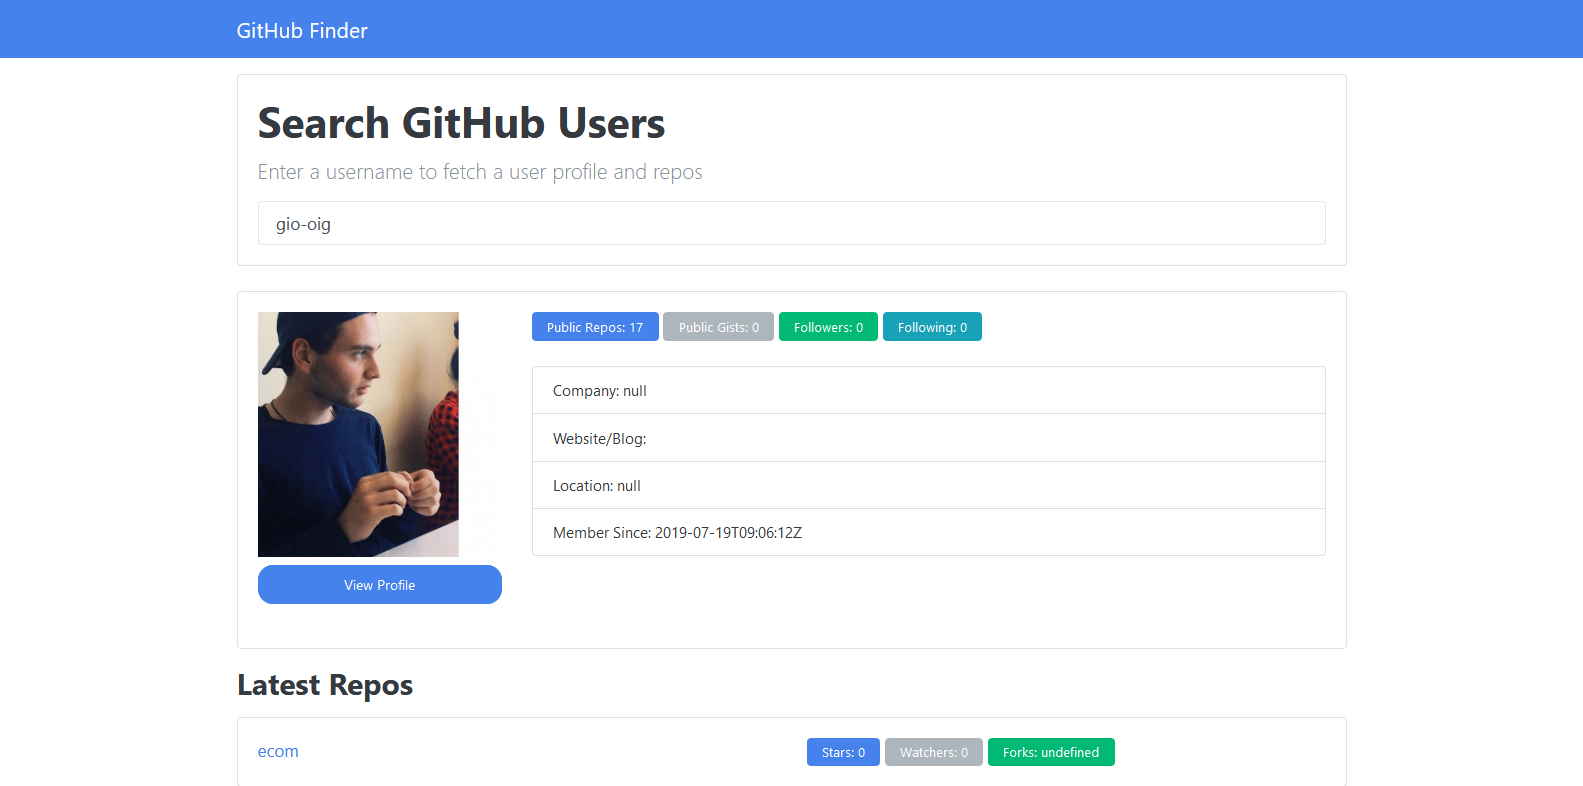 GitHub Finder
Search GitHub Users
Enter a username to fetch a user profile and repos
gio-oig
Public Repos: 17 Public Gists: 0 Followers: 0 Following: 0
Company: null
Website/Blog:
Location: null
Member Since: 2019-07-19T09:06:12Z
View Profile
Latest Repos
ecom Stars: 0 Watchers: 0 Forks: undefined